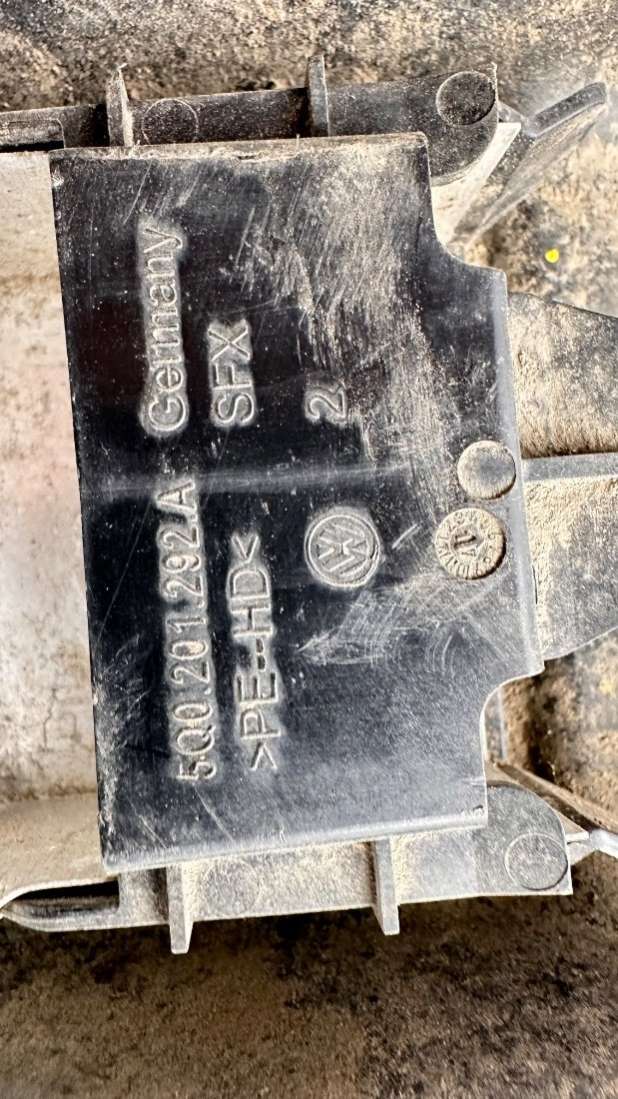 5Q0.201.292.A Germany
>PE-HD< SFX
2